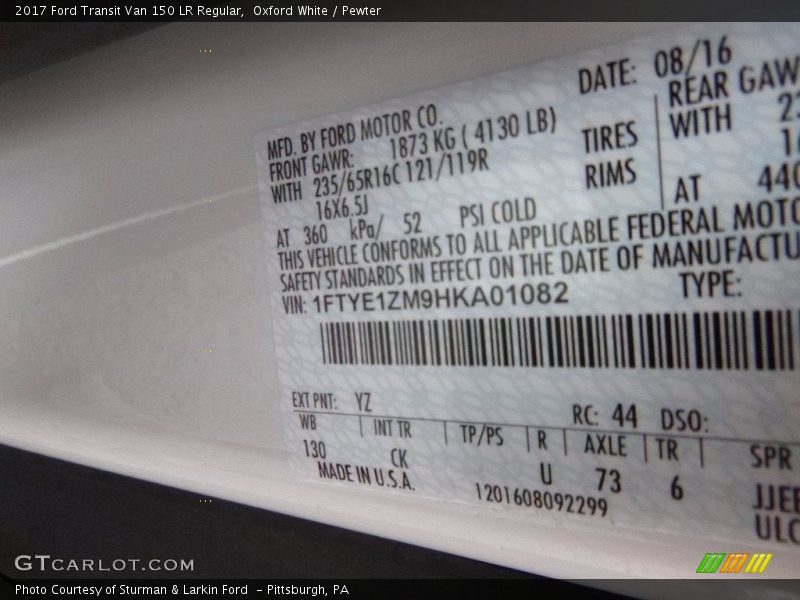 2017 Ford Transit Van 150 LR Regular,  Oxford White / Pewter
DATE: 08/16
MFD. BY FORD MOTOR CO.
FRONT GAWR: 1873 KG ( 4130 LB)
WITH 235/65R16C 121/119R TIRES
16X6.5J RIMS
AT 360 kPa/ 52 PSI COLD
REAR GAW
WITH
AT 440
THIS VEHICLE CONFORMS TO ALL APPLICABLE FEDERAL MOTO
SAFETY STANDARDS IN EFFECT ON THE DATE OF MANUFACTU
VIN: 1FTYE1ZM9HKA01082 TYPE:
EXT PNT: YZ RC: 44 DSO:
WB INT TR TP/PS R AXLE TR SPR
130 CK U 73 6 JJEE
MADE IN U.S.A. 1201608092299 ULC
GTCARLOT.COM
Photo Courtesy of Sturman & Larkin Ford  - Pittsburgh, PA